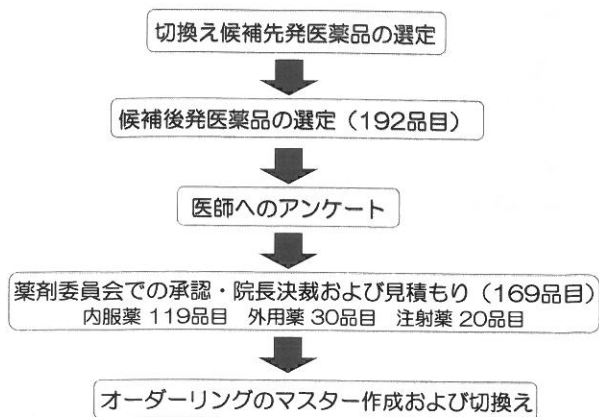 切換え候補先発医薬品の選定
候補後発医薬品の選定（192品目）
医師へのアンケート
薬剤委員会での承認・院長決裁および見積もり（169品目）
内服薬 119品目　外用薬 30品目　注射薬 20品目
オーダーリングのマスター作成および切換え